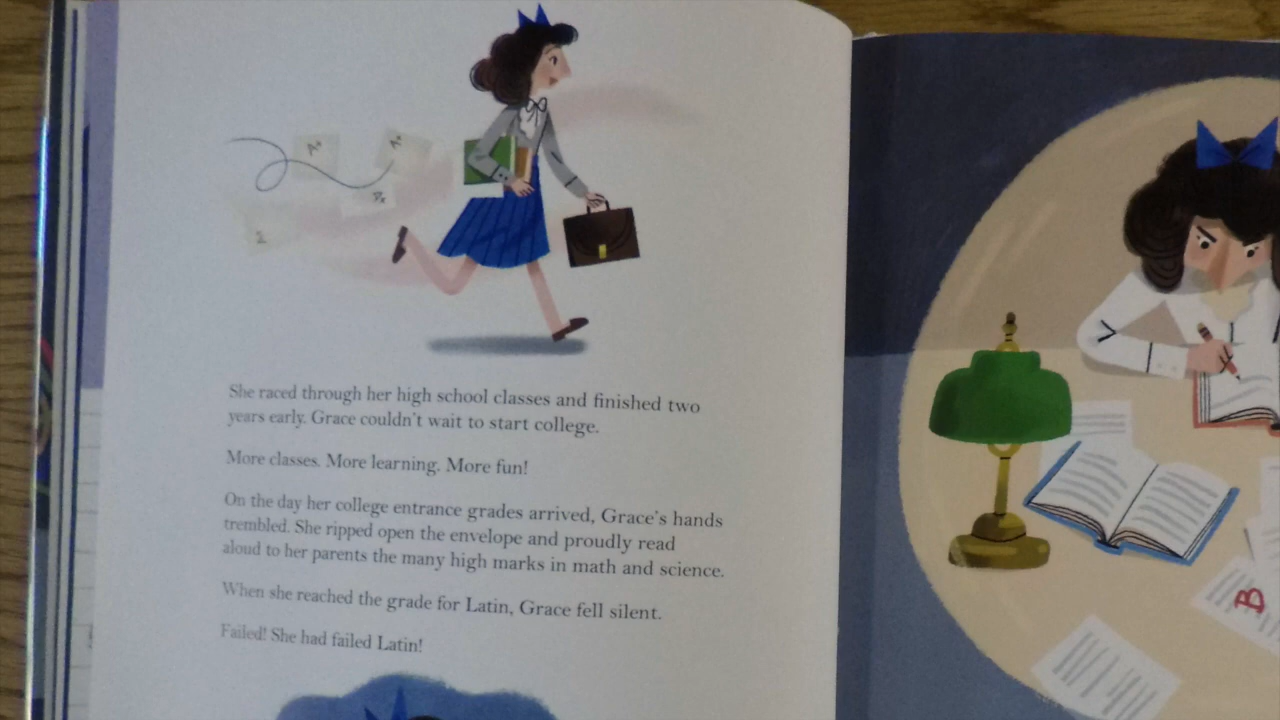 She raced through her high school classes and finished two
years early. Grace couldn't wait to start college.
More classes. More learning. More fun!
On the day her college entrance grades arrived, Grace's hands
trembled. She ripped open the envelope and proudly read
aloud to her parents the many high marks in math and science.
When she reached the grade for Latin, Grace fell silent.
Failed! She had failed Latin!
B